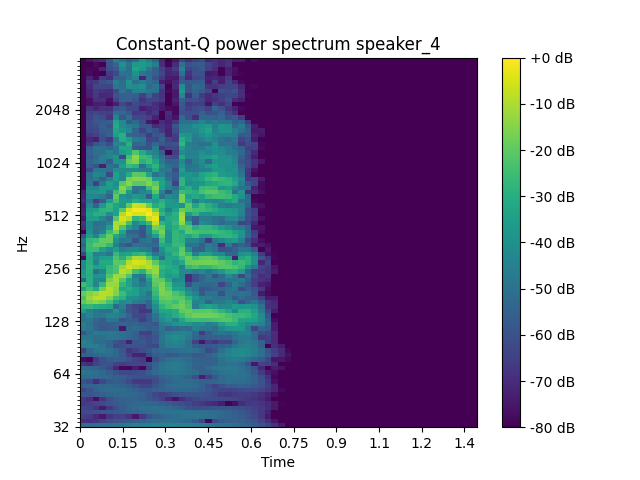 Constant-Q power spectrum speaker_4
Hz
2048
1024
512
256
128
64
32
0 0.15 0.3 0.45 0.6 0.75 0.9 1.1 1.2 1.4
Time
+0 dB
-10 dB
-20 dB
-30 dB
-40 dB
-50 dB
-60 dB
-70 dB
-80 dB